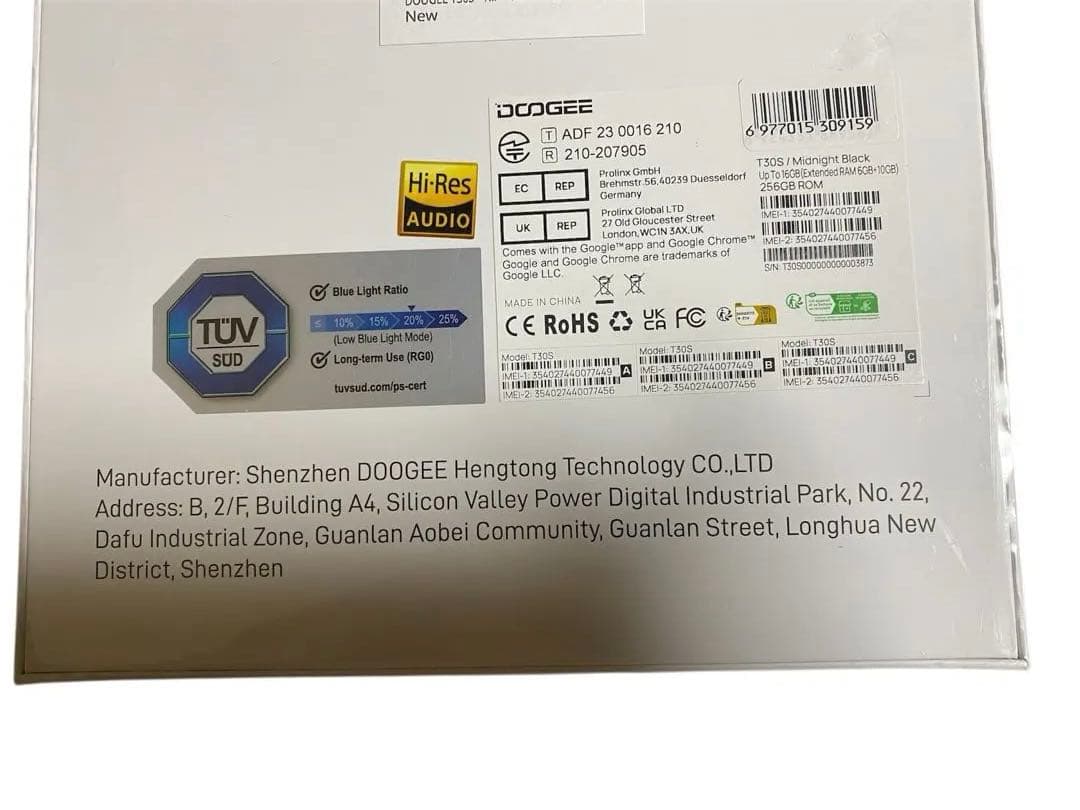 New
DOOGEE
T ADF 23 0016 210
R 210-207905
6 977015 309159
EC REP
Prolinx GmbH
Brehmstr.56,40239 Duesseldorf
Germany
UK REP
Prolinx Global LTD
27 Old Gloucester Street
London,WC1N 3AX,UK
Comes with the Google™app and Google Chrome™
Google and Google Chrome are trademarks of
Google LLC.
T30S / Midnight Black
Up To 16GB(Extended RAM 6GB+10GB)
256GB ROM
IMEI-1: 354027440077449
IMEI-2: 354027440077456
S/N: T30S000000000003873
MADE IN CHINA
CE RoHS UK CA FC
Model: T30S
IMEI-1: 354027440077449 A
IMEI-2: 354027440077456
Model: T30S
IMEI-1: 354027440077449 B
IMEI-2: 354027440077456
Model: T30S
IMEI-1: 354027440077449 C
IMEI-2: 354027440077456
Hi-Res
AUDIO
TÜV
SÜD
Blue Light Ratio
≤ 10% 15% 20% 25%
(Low Blue Light Mode)
Long-term Use (RG0)
tuvsud.com/ps-cert
Manufacturer: Shenzhen DOOGEE Hengtong Technology CO.,LTD
Address: B, 2/F, Building A4, Silicon Valley Power Digital Industrial Park, No. 22,
Dafu Industrial Zone, Guanlan Aobei Community, Guanlan Street, Longhua New
District, Shenzhen